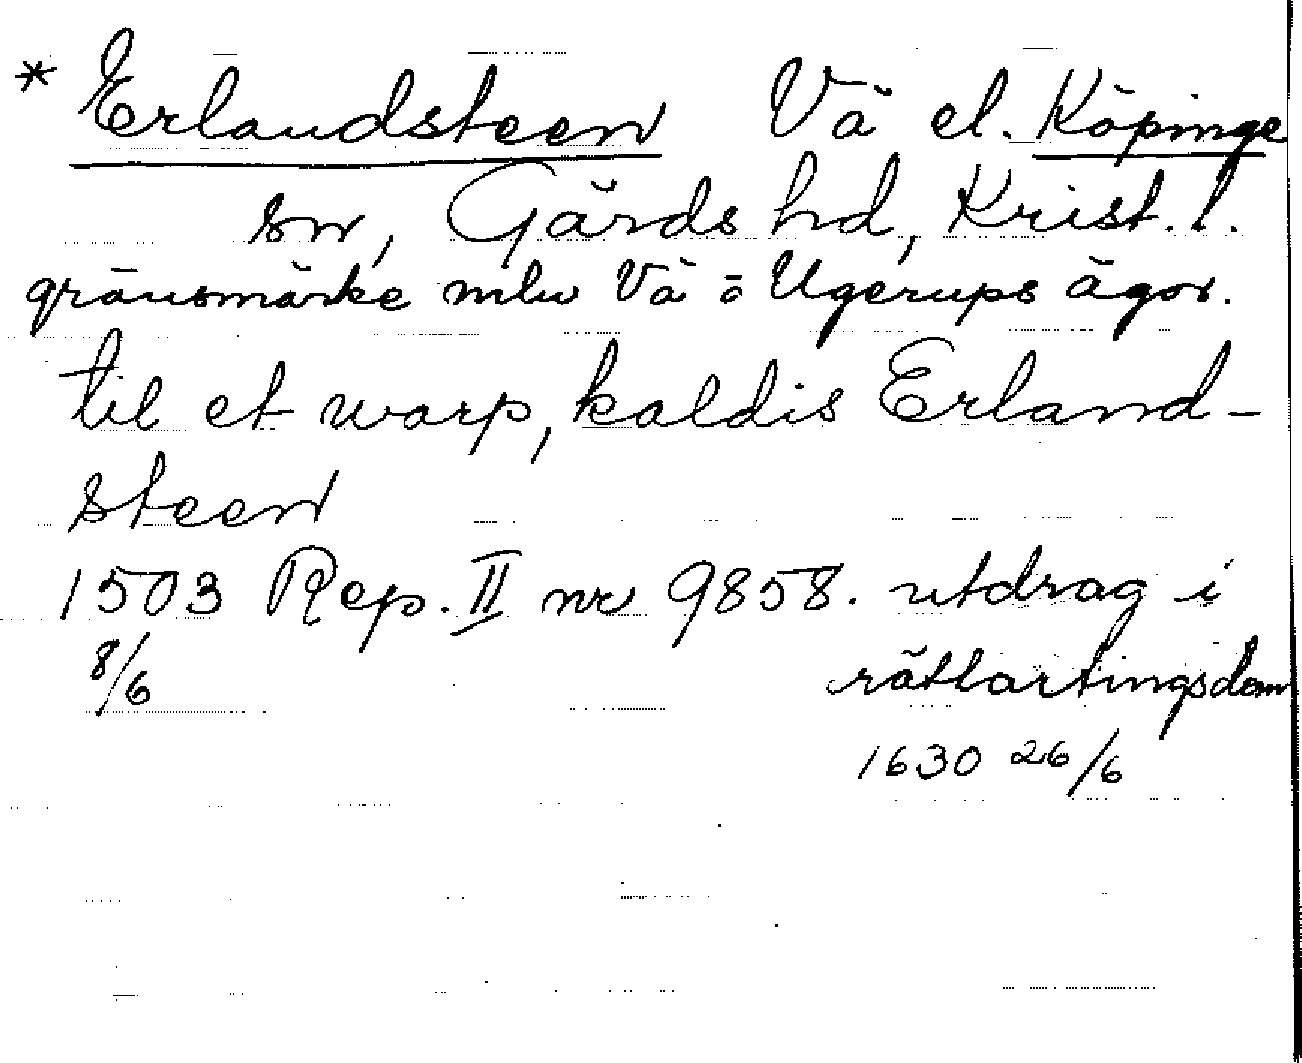 * Erlandsteen Vä el. Köpinge
sn, Gärds hd, Krist. l.
gränsmärke mln Vä o Ugerups ägor.
til et warp, kaldis Erland-
steen
1503 Rep. II nr 9858. utdrag i
8/6 rättartingsdom
1630 26/6